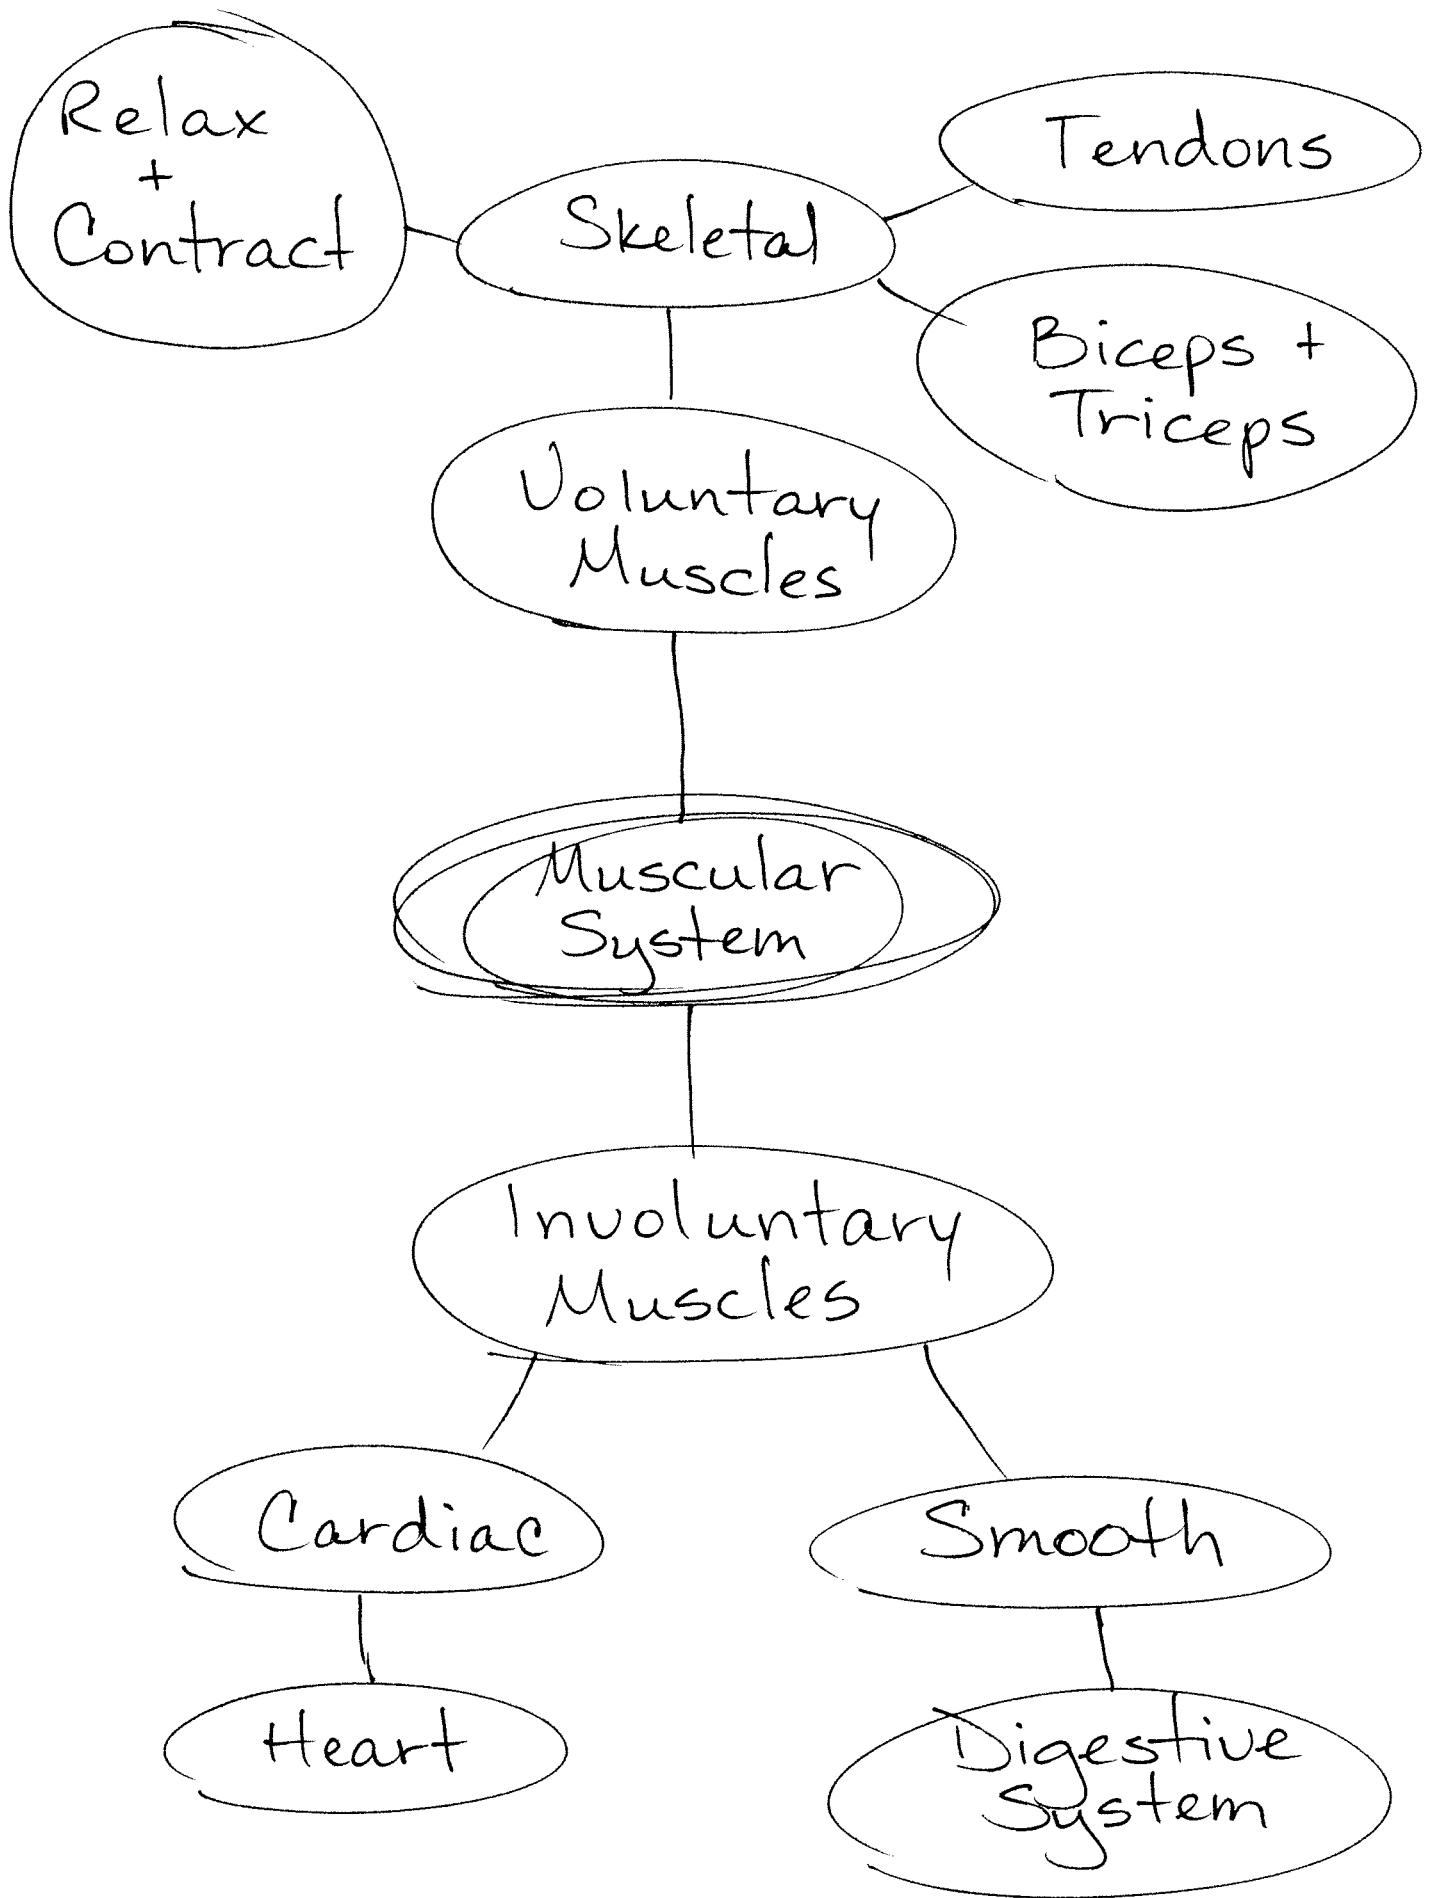 Relax
+
Contract
Skeletal
Tendons
Biceps +
Triceps
Voluntary
Muscles
Muscular
System
Involuntary
Muscles
Cardiac
Smooth
Heart
Digestive
System